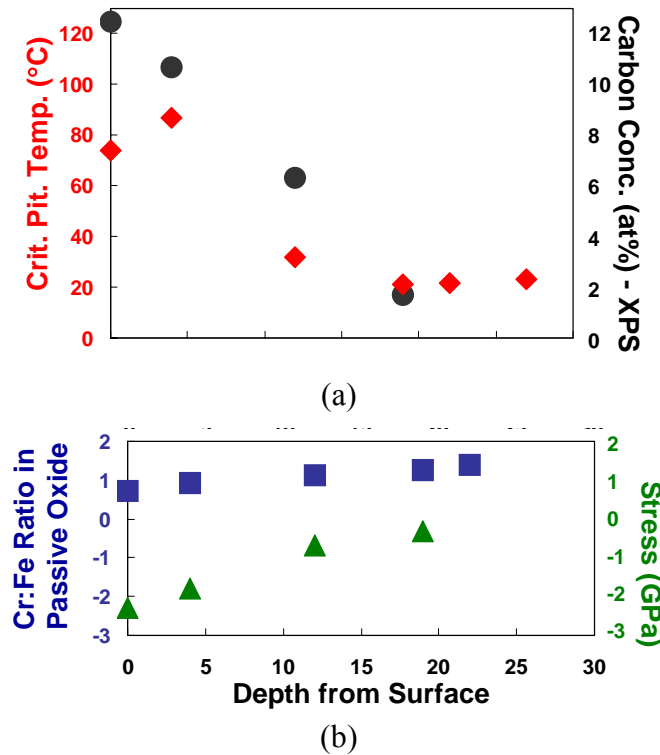 Crit. Pit. Temp. (°C)
120
100
80
60
40
20
0
12
10
8
6
4
2
0
Carbon Conc. (at%) - XPS
(a)
Cr:Fe Ratio in
Passive Oxide
2
1
0
-1
-2
-3
2
1
0
-1
-2
-3
Stress (GPa)
0 5 10 15 20 25 30
Depth from Surface
(b)